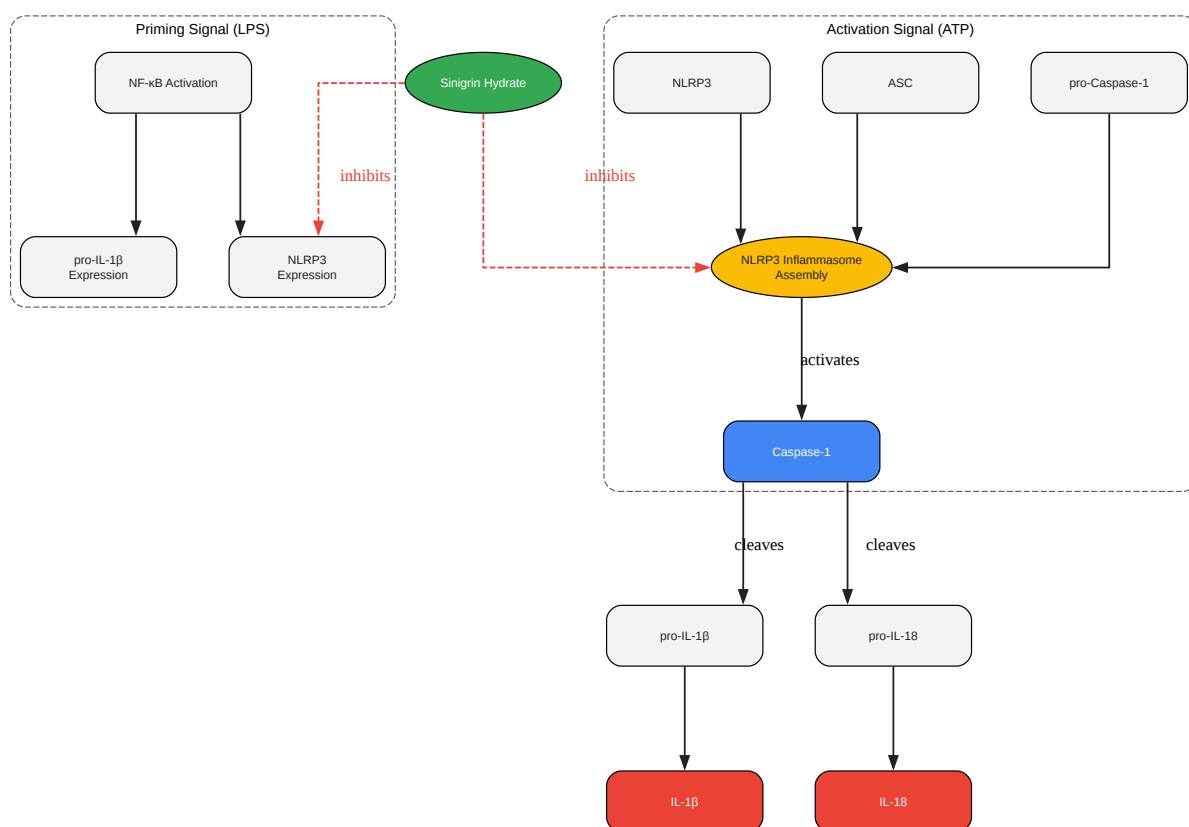 Priming Signal (LPS)
Activation Signal (ATP)
NF-κB Activation
Sinigrin Hydrate
NLRP3
ASC
pro-Caspase-1
inhibits
inhibits
pro-IL-1β
Expression
NLRP3
Expression
NLRP3 Inflammasome
Assembly
activates
Caspase-1
cleaves
cleaves
pro-IL-1β
pro-IL-18
IL-1β
IL-18